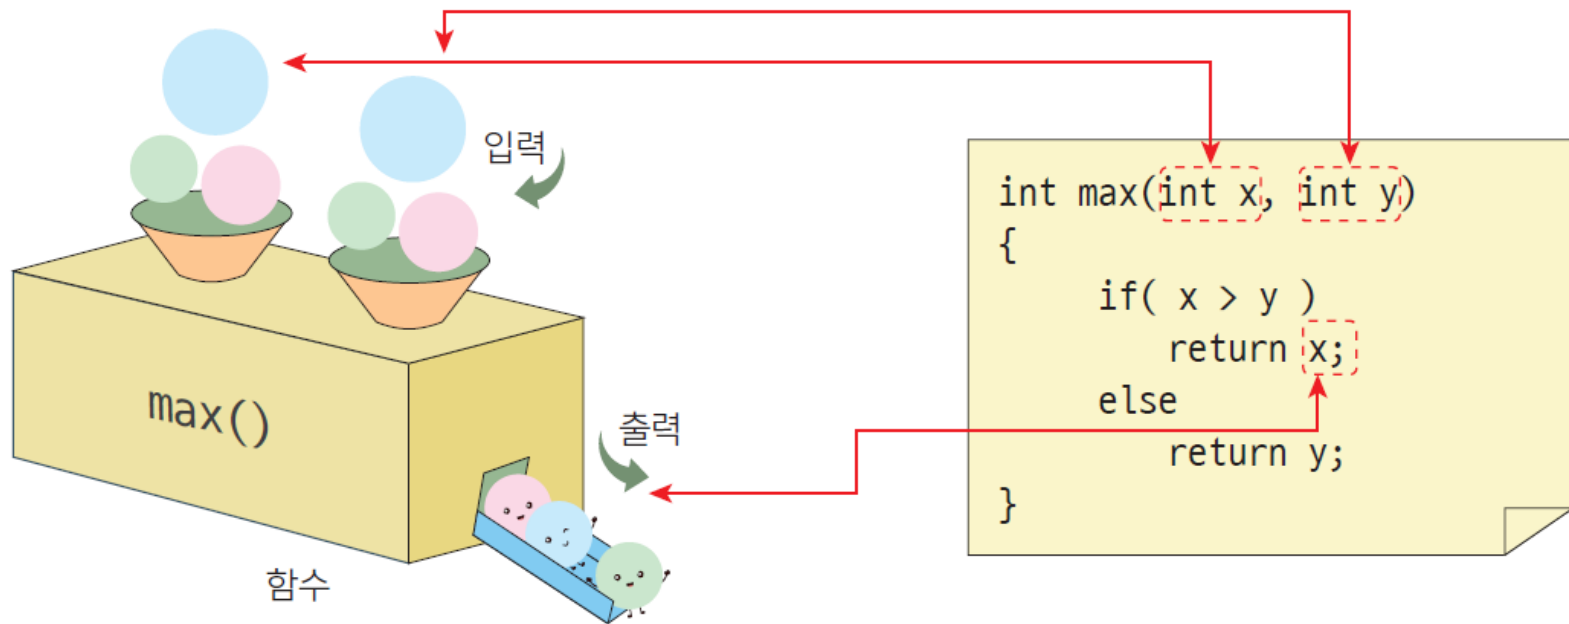 입력
max()
출력
함수
int max(int x, int y)
{
if( x > y )
return x;
else
return y;
}